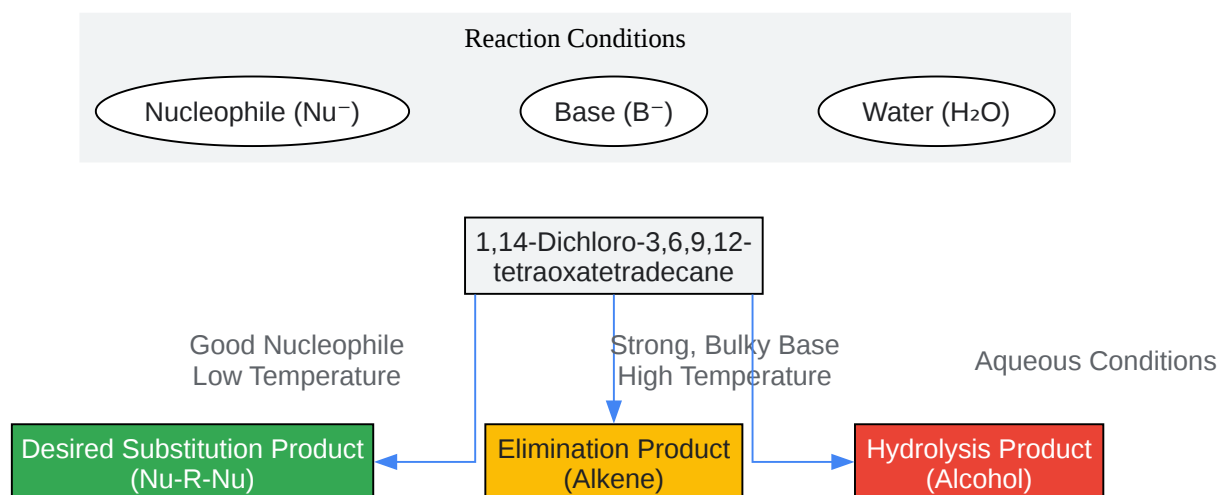 Reaction Conditions
Nucleophile (Nu⁻)
Base (B⁻)
Water (H₂O)
1,14-Dichloro-3,6,9,12-
tetraoxatetradecane
Good Nucleophile
Low Temperature
Strong, Bulky Base
High Temperature
Aqueous Conditions
Desired Substitution Product
(Nu-R-Nu)
Elimination Product
(Alkene)
Hydrolysis Product
(Alcohol)